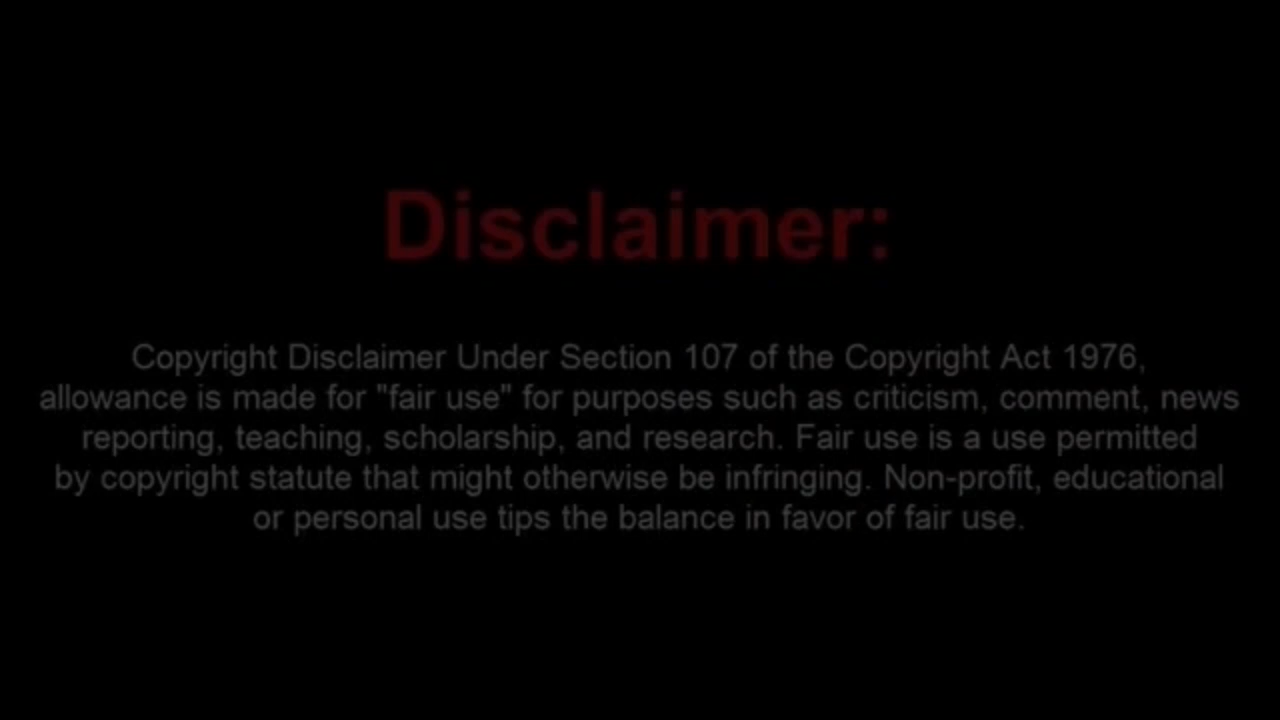 Disclaimer:
Copyright Disclaimer Under Section 107 of the Copyright Act 1976,
allowance is made for "fair use" for purposes such as criticism, comment, news
reporting, teaching, scholarship, and research. Fair use is a use permitted
by copyright statute that might otherwise be infringing. Non-profit, educational
or personal use tips the balance in favor of fair use.